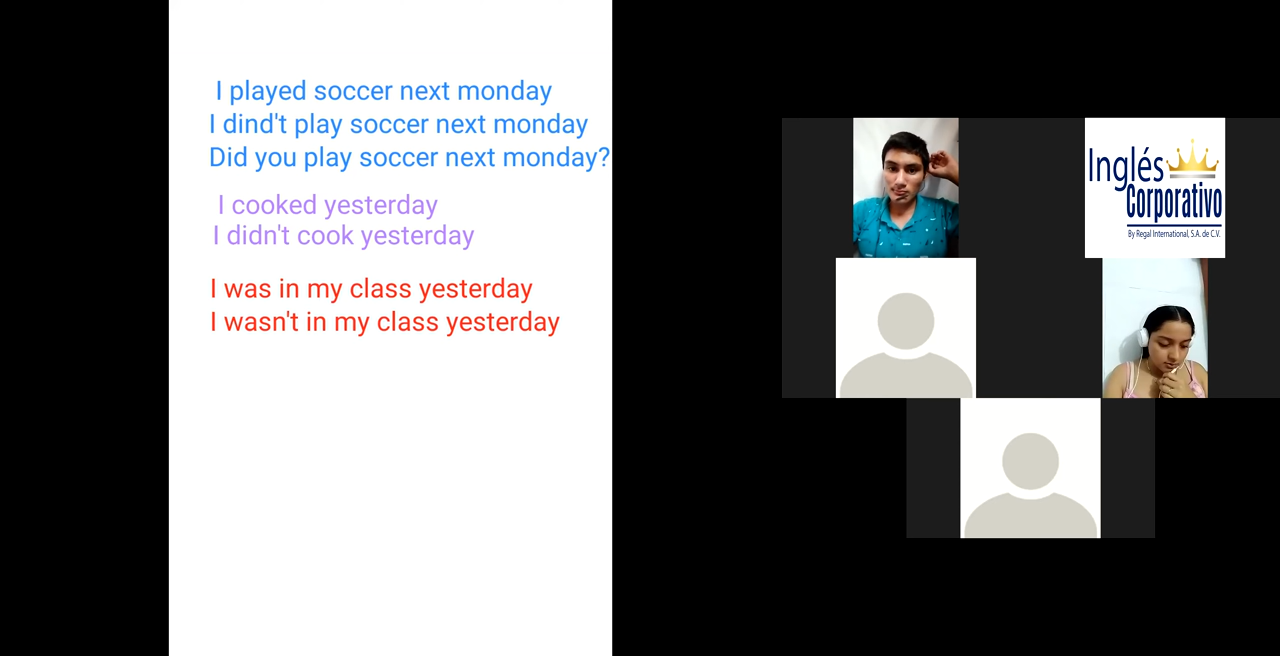 I played soccer next monday
I dind't play soccer next monday
Did you play soccer next monday?
I cooked yesterday
I didn't cook yesterday
I was in my class yesterday
I wasn't in my class yesterday
Inglés
Corporativo
By Regal International, S.A. de C.V.